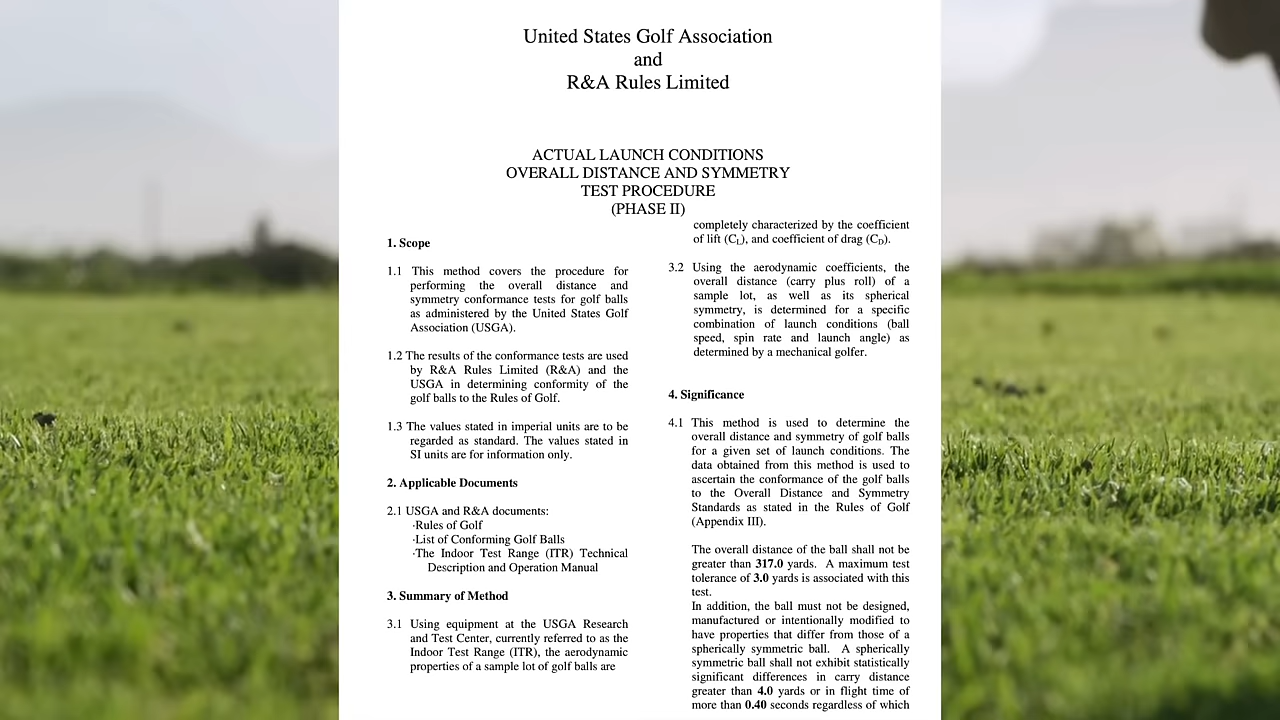 United States Golf Association
and
R&A Rules Limited
ACTUAL LAUNCH CONDITIONS
OVERALL DISTANCE AND SYMMETRY
TEST PROCEDURE
(PHASE II)
1. Scope
1.1 This method covers the procedure for
performing the overall distance and
symmetry conformance tests for golf balls
as administered by the United States Golf
Association (USGA).
1.2 The results of the conformance tests are used
by R&A Rules Limited (R&A) and the
USGA in determining conformity of the
golf balls to the Rules of Golf.
1.3 The values stated in imperial units are to be
regarded as standard. The values stated in
SI units are for information only.
2. Applicable Documents
2.1 USGA and R&A documents:
·Rules of Golf
·List of Conforming Golf Balls
·The Indoor Test Range (ITR) Technical
Description and Operation Manual
3. Summary of Method
3.1 Using equipment at the USGA Research
and Test Center, currently referred to as the
Indoor Test Range (ITR), the aerodynamic
properties of a sample lot of golf balls are
completely characterized by the coefficient
of lift (CL), and coefficient of drag (CD).
3.2 Using the aerodynamic coefficients, the
overall distance (carry plus roll) of a
sample lot, as well as its spherical
symmetry, is determined for a specific
combination of launch conditions (ball
speed, spin rate and launch angle) as
determined by a mechanical golfer.
4. Significance
4.1 This method is used to determine the
overall distance and symmetry of golf balls
for a given set of launch conditions. The
data obtained from this method is used to
ascertain the conformance of the golf balls
to the Overall Distance and Symmetry
Standards as stated in the Rules of Golf
(Appendix III).
The overall distance of the ball shall not be
greater than 317.0 yards. A maximum test
tolerance of 3.0 yards is associated with this
test.
In addition, the ball must not be designed,
manufactured or intentionally modified to
have properties that differ from those of a
spherically symmetric ball. A spherically
symmetric ball shall not exhibit statistically
significant differences in carry distance
greater than 4.0 yards or in flight time of
more than 0.40 seconds regardless of which